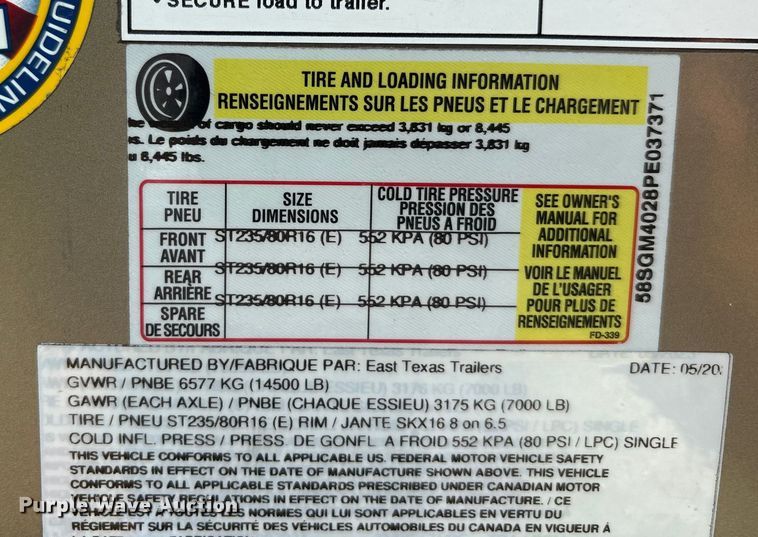 • SECURE load to trailer.
UIDELIN
TIRE AND LOADING INFORMATION
RENSEIGNEMENTS SUR LES PNEUS ET LE CHARGEMENT
of cargo should never exceed 3,831 kg or 8,445
s. Le poids du chargement ne doit jamais dépasser 3,831 kg
u 8,445 lbs.
58SGM4028PE037371
TIRE
PNEU
SIZE
DIMENSIONS
COLD TIRE PRESSURE
PRESSION DES
PNEUS A FROID
SEE OWNER'S
MANUAL FOR
ADDITIONAL
INFORMATION
VOIR LE MANUEL
DE L'USAGER
POUR PLUS DE
RENSEIGNEMENTS
FRONT
AVANT
ST235/80R16 (E) 552 KPA (80 PSI)
REAR
ARRIÈRE
ST235/80R16 (E) 552 KPA (80 PSI)
SPARE
DE SECOURS
ST235/80R16 (E) 552 KPA (80 PSI)
FD-339
MANUFACTURED BY/FABRIQUE PAR: East Texas Trailers DATE: 05/202
GVWR / PNBE 6577 KG (14500 LB)
GAWR (EACH AXLE) / PNBE (CHAQUE ESSIEU) 3175 KG (7000 LB)
TIRE / PNEU ST235/80R16 (E) RIM / JANTE SKX16 8 on 6.5
COLD INFL. PRESS / PRESS. DE GONFL A FROID 552 KPA (80 PSI / LPC) SINGLE
THIS VEHICLE CONFORMS TO ALL APPLICABLE US. FEDERAL MOTOR VEHICLE SAFETY
STANDARDS IN EFFECT ON THE DATE OF MANUFACTURE SHOWN ABOVE. THIS VEHICLE
CONFORMS TO ALL APPLICABLE STANDARDS PRESCRIBED UNDER CANADIAN MOTOR
VEHICLE SAFETY REGULATIONS IN EFFECT ON THE DATE OF MANUFACTURE. / CE
VÉHICULE EST A TOUTES LES NORMES QUI LUI SONT APPLICABLES EN VERTU DU
RÉGIEMENT SUR LA SÉCURITÉ DES VÉHICLES AUTOMOBILES DU CANADA EN VIGUEUR À
Purple Wave Auction